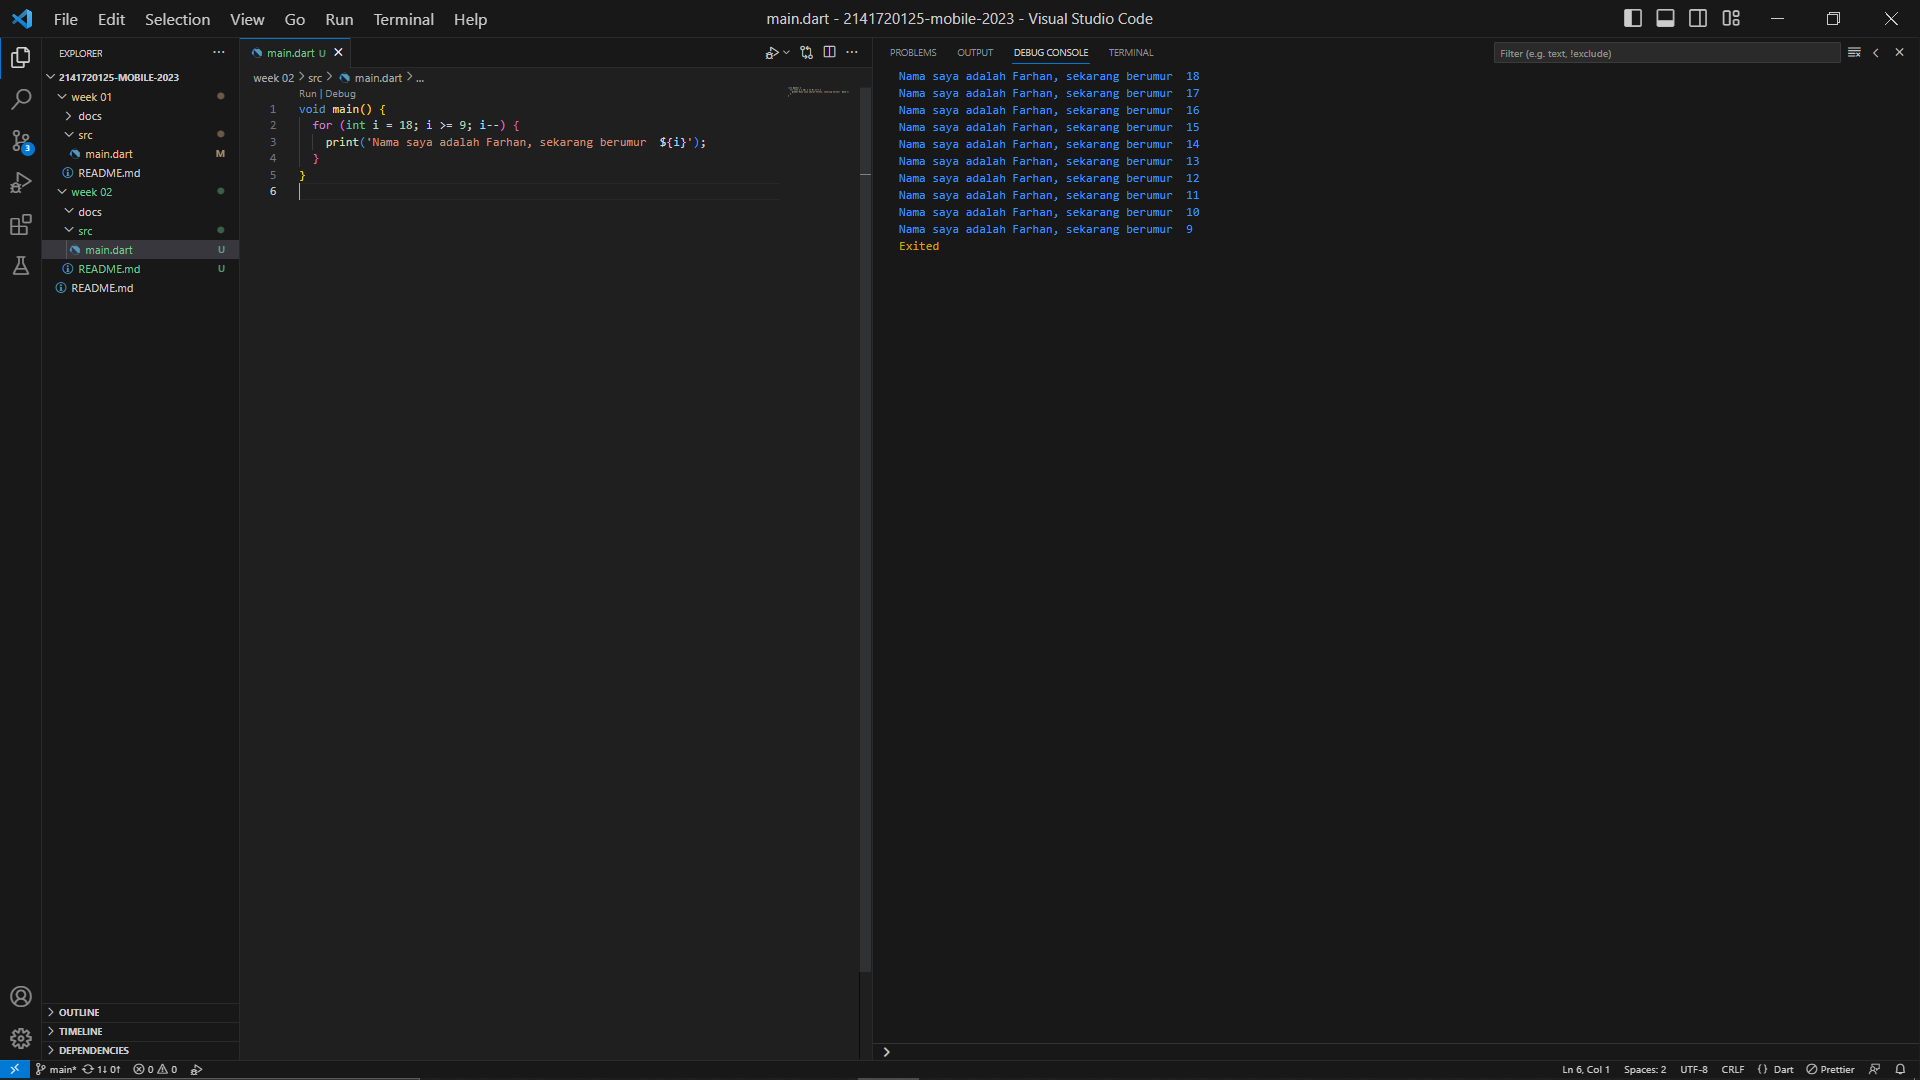 File Edit Selection View Go Run Terminal Help
main.dart - 2141720125-mobile-2023 - Visual Studio Code
EXPLORER
2141720125-MOBILE-2023
week 01
docs
src
main.dart M
README.md
week 02
docs
src
main.dart U
README.md U
README.md
OUTLINE
TIMELINE
DEPENDENCIES
main.dart U
week 02 > src > main.dart > ...
Run | Debug
1 void main() {
2 for (int i = 18; i >= 9; i--) {
3 print('Nama saya adalah Farhan, sekarang berumur  ${i}');
4 }
5 }
6
PROBLEMS OUTPUT DEBUG CONSOLE TERMINAL
Filter (e.g. text, !exclude)
Nama saya adalah Farhan, sekarang berumur  18
Nama saya adalah Farhan, sekarang berumur  17
Nama saya adalah Farhan, sekarang berumur  16
Nama saya adalah Farhan, sekarang berumur  15
Nama saya adalah Farhan, sekarang berumur  14
Nama saya adalah Farhan, sekarang berumur  13
Nama saya adalah Farhan, sekarang berumur  12
Nama saya adalah Farhan, sekarang berumur  11
Nama saya adalah Farhan, sekarang berumur  10
Nama saya adalah Farhan, sekarang berumur  9
Exited
3
main* 1↓ 0↑ 0 0
Ln 6, Col 1 Spaces: 2 UTF-8 CRLF {} Dart Prettier